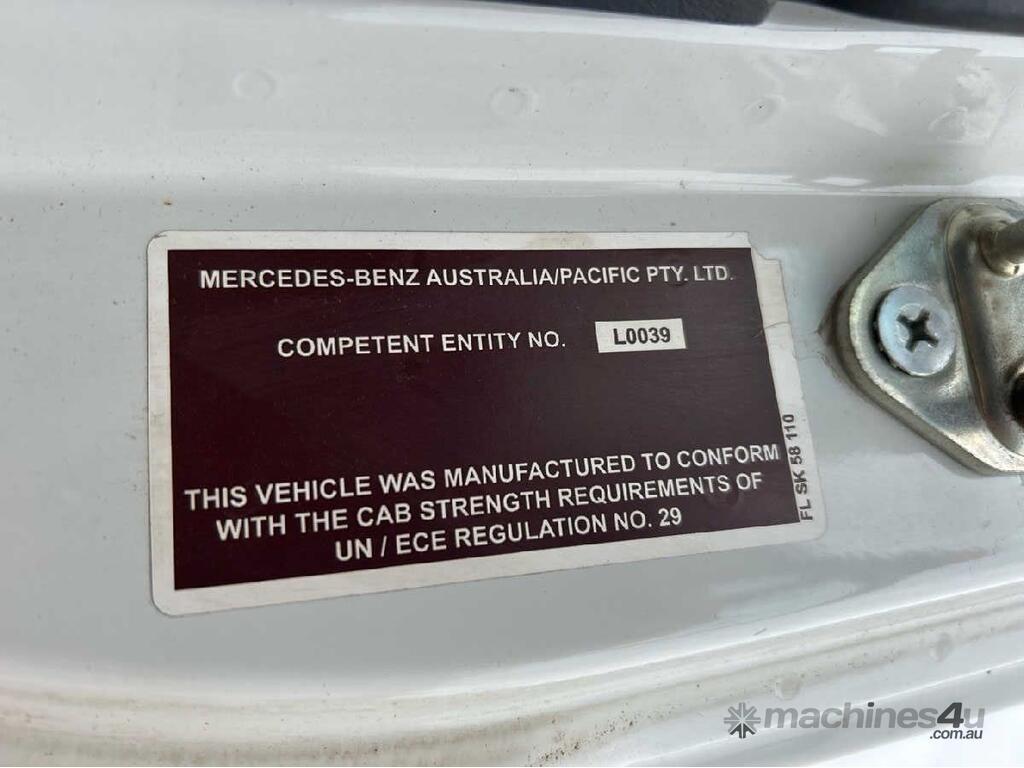 MERCEDES-BENZ AUSTRALIA/PACIFIC PTY. LTD.
COMPETENT ENTITY NO. L0039
THIS VEHICLE WAS MANUFACTURED TO CONFORM
WITH THE CAB STRENGTH REQUIREMENTS OF
UN / ECE REGULATION NO. 29
FL SK 58 110
machines4u
.com.au